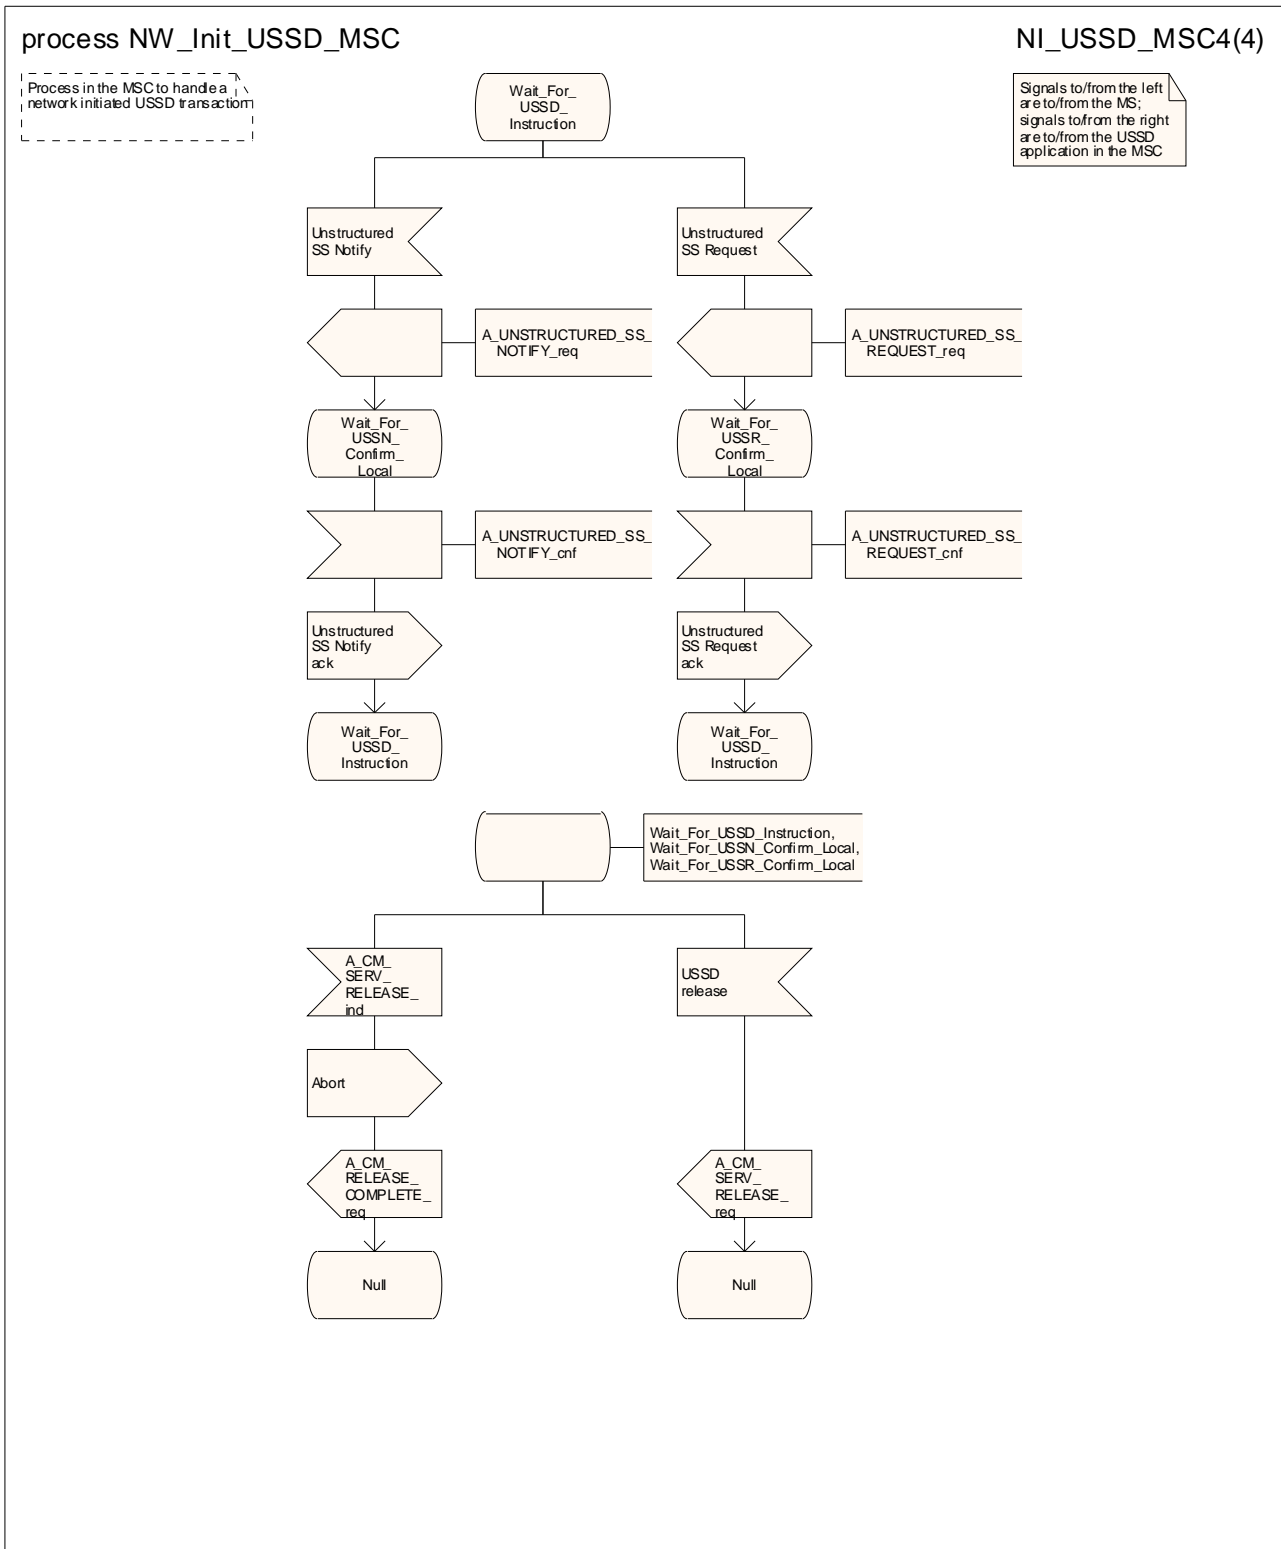 process NW_Init_USSD_MSC
NI_USSD_MSC4(4)
Process in the MSC to handle a
network initiated USSD transaction
Signals to/from the left
are to/from the MS;
signals to/from the right
are to/from the USSD
application in the MSC
Wait_For_
USSD_
Instruction
Unstructured
SS Notify
Unstructured
SS Request
A_UNSTRUCTURED_SS_
NOTIFY_req
A_UNSTRUCTURED_SS_
REQUEST_req
Wait_For_
USSN_
Confirm_
Local
Wait_For_
USSR_
Confirm_
Local
A_UNSTRUCTURED_SS_
NOTIFY_cnf
A_UNSTRUCTURED_SS_
REQUEST_cnf
Unstructured
SS Notify
ack
Unstructured
SS Request
ack
Wait_For_
USSD_
Instruction
Wait_For_
USSD_
Instruction
Wait_For_USSD_Instruction,
Wait_For_USSN_Confirm_Local,
Wait_For_USSR_Confirm_Local
A_CM_
SERV_
RELEASE_
ind
USSD
release
Abort
A_CM_
RELEASE_
COMPLETE_
req
A_CM_
SERV_
RELEASE_
req
Null
Null